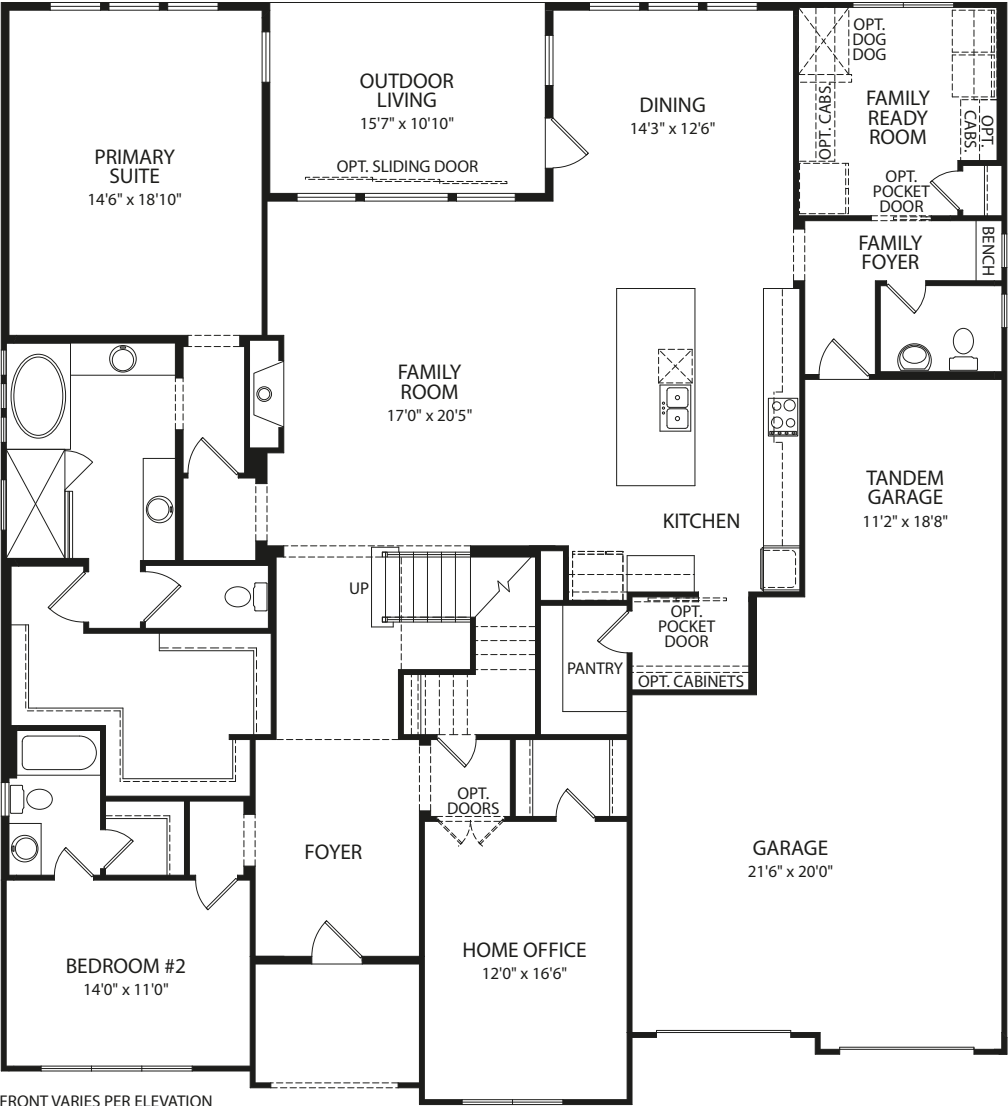 OUTDOOR
LIVING
15'7" x 10'10"
OPT. SLIDING DOOR
DINING
14'3" x 12'6"
OPT.
DOG
DOG
FAMILY
READY
ROOM
OPT. CABS.
OPT.
CABS.
OPT.
POCKET
DOOR
PRIMARY
SUITE
14'6" x 18'10"
FAMILY
FOYER
BENCH
FAMILY
ROOM
17'0" x 20'5"
KITCHEN
TANDEM
GARAGE
11'2" x 18'8"
UP
OPT.
POCKET
DOOR
PANTRY
OPT. CABINETS
OPT.
DOORS
FOYER
GARAGE
21'6" x 20'0"
BEDROOM #2
14'0" x 11'0"
HOME OFFICE
12'0" x 16'6"
FRONT VARIES PER ELEVATION